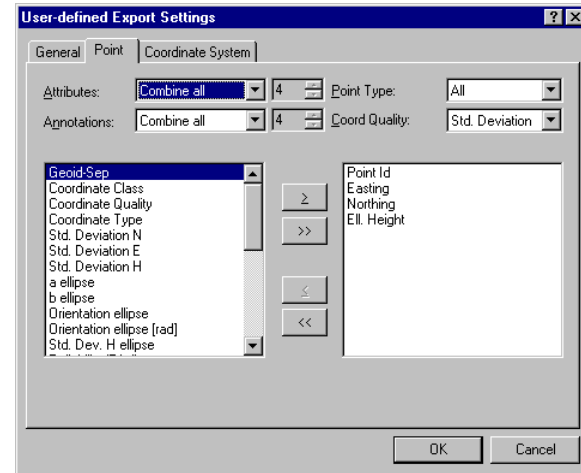 User-defined Export Settings
General Point Coordinate System
Attributes: Combine all 4 Point Type: All
Annotations: Combine all 4 Coord Quality: Std. Deviation
Geoid-Sep
Coordinate Class
Coordinate Quality
Coordinate Type
Std. Deviation N
Std. Deviation E
Std. Deviation H
a ellipse
b ellipse
Orientation ellipse
Orientation ellipse [rad]
Std. Dev. H ellipse
≥
>>
≤
<<
Point Id
Easting
Northing
Ell. Height
OK Cancel